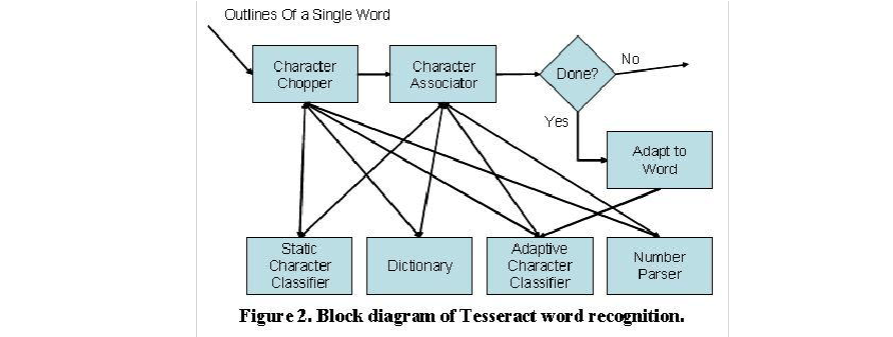 Outlines Of a Single Word
Character
Chopper
Character
Associator
Done?
No
Yes
Adapt to
Word
Static
Character
Classifier
Dictionary
Adaptive
Character
Classifier
Number
Parser
Figure 2. Block diagram of Tesseract word recognition.